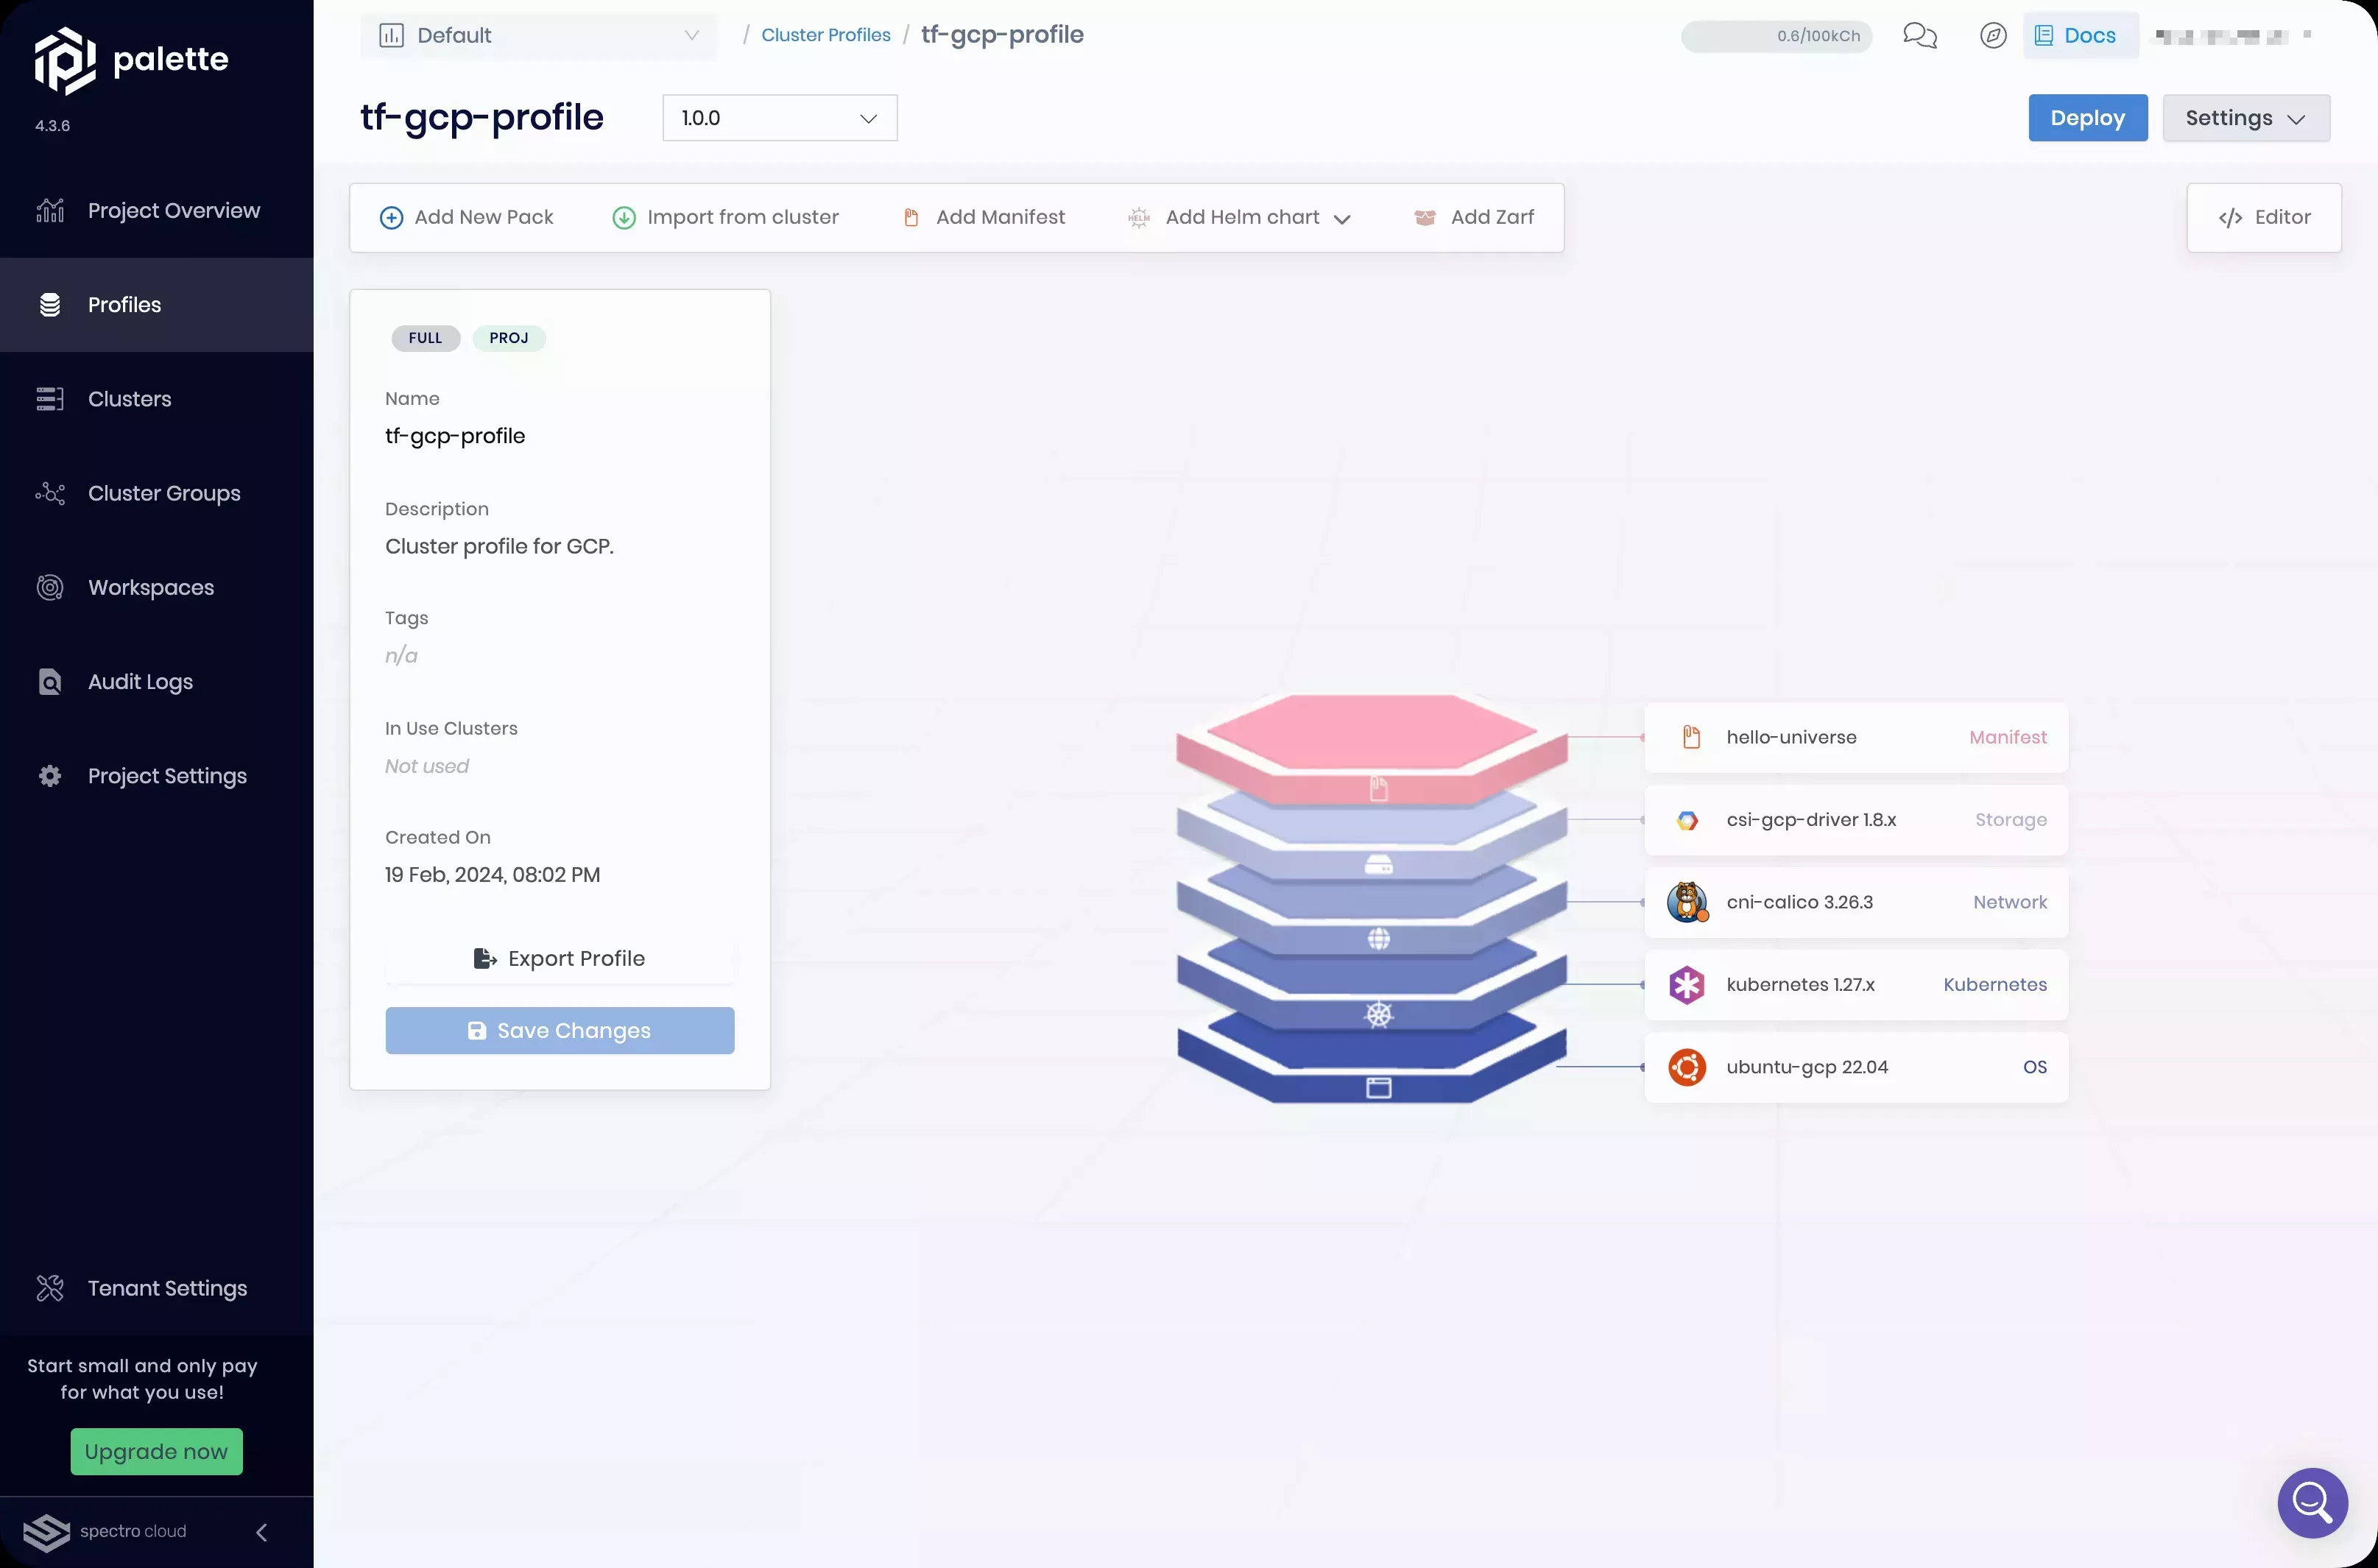 palette
4.3.6
Project Overview
Profiles
Clusters
Cluster Groups
Workspaces
Audit Logs
Project Settings
Tenant Settings
Start small and only pay
for what you use!
Upgrade now
spectro cloud
Default
/ Cluster Profiles / tf-gcp-profile
0.6/100kCh
Docs
tf-gcp-profile
1.0.0
Deploy
Settings
Add New Pack
Import from cluster
Add Manifest
HELM
Add Helm chart
Add Zarf
</> Editor
FULL
PROJ
Name
tf-gcp-profile
Description
Cluster profile for GCP.
Tags
n/a
In Use Clusters
Not used
Created On
19 Feb, 2024, 08:02 PM
Export Profile
Save Changes
hello-universe Manifest
csi-gcp-driver 1.8.x Storage
cni-calico 3.26.3 Network
kubernetes 1.27.x Kubernetes
ubuntu-gcp 22.04 OS